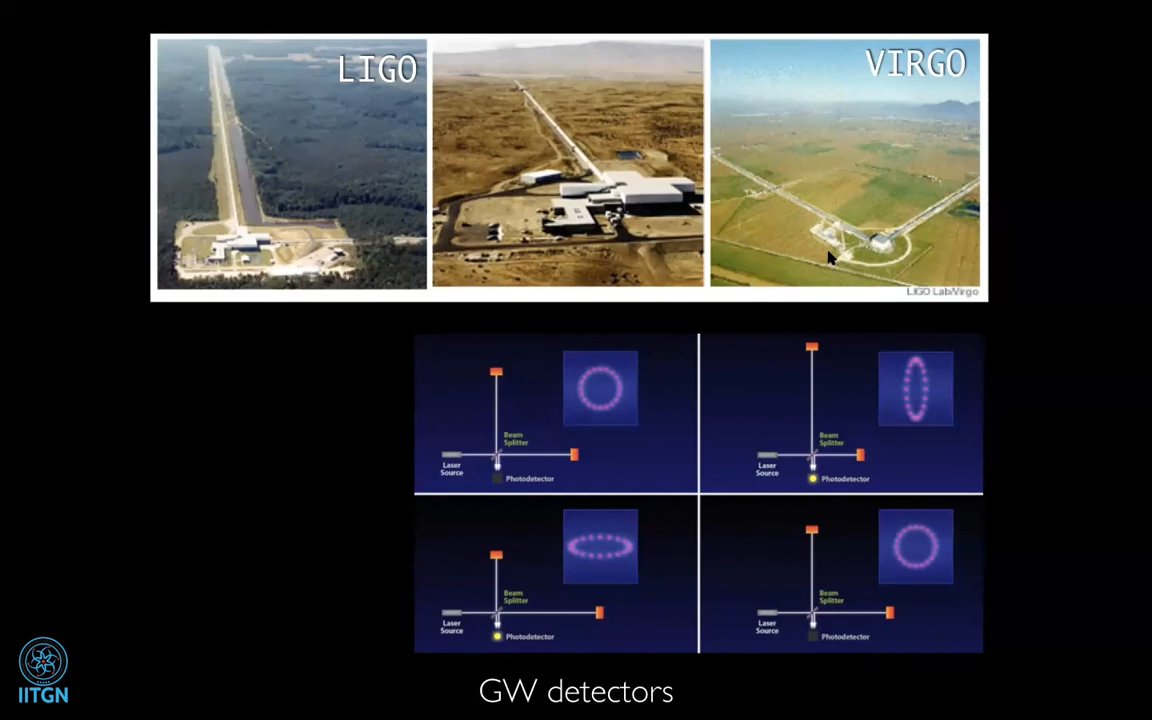 LIGO
VIRGO
LIGO Lab/Virgo
Beam
Splitter
Laser
Source
Photodetector
Beam
Splitter
Laser
Source
Photodetector
Beam
Splitter
Laser
Source
Photodetector
Beam
Splitter
Laser
Source
Photodetector
IITGN
GW detectors